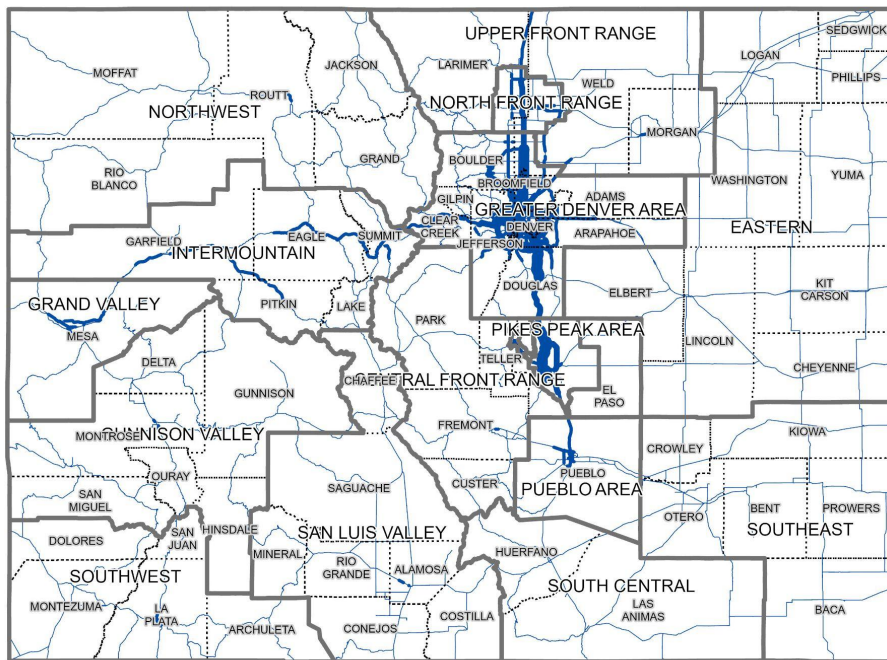 UPPER FRONT RANGE
SEDGWICK
LOGAN
JACKSON
LARIMER
MOFFAT
PHILLIPS
WELD
ROUTT
NORTHWEST
NORTH FRONT RANGE
MORGAN
GRAND
BOULDER
RIO
BLANCO
YUMA
WASHINGTON
BROOMFIELD
GILPIN
ADAMS
GREATER DENVER AREA
CLEAR
CREEK
DENVER
EASTERN
ARAPAHOE
EAGLE
SUMMIT
GARFIELD
JEFFERSON
INTERMOUNTAIN
DOUGLAS
KIT
CARSON
ELBERT
GRAND VALLEY
PITKIN
LAKE
PARK
PIKES PEAK AREA
MESA
LINCOLN
DELTA
TELLER
CHEYENNE
GUNNISON
CHAFFEE
CENTRAL FRONT RANGE
EL
PASO
FREMONT
MONTROSE
GUNNISON VALLEY
KIOWA
CROWLEY
PUEBLO
OURAY
SAGUACHE
CUSTER
PUEBLO AREA
SAN
MIGUEL
BENT
PROWERS
OTERO
SAN
JUAN
HINSDALE
SAN LUIS VALLEY
SOUTHEAST
DOLORES
MINERAL
HUERFANO
RIO
GRANDE
ALAMOSA
SOUTHWEST
SOUTH CENTRAL
MONTEZUMA
LA
PLATA
LAS
ANIMAS
BACA
COSTILLA
ARCHULETA
CONEJOS